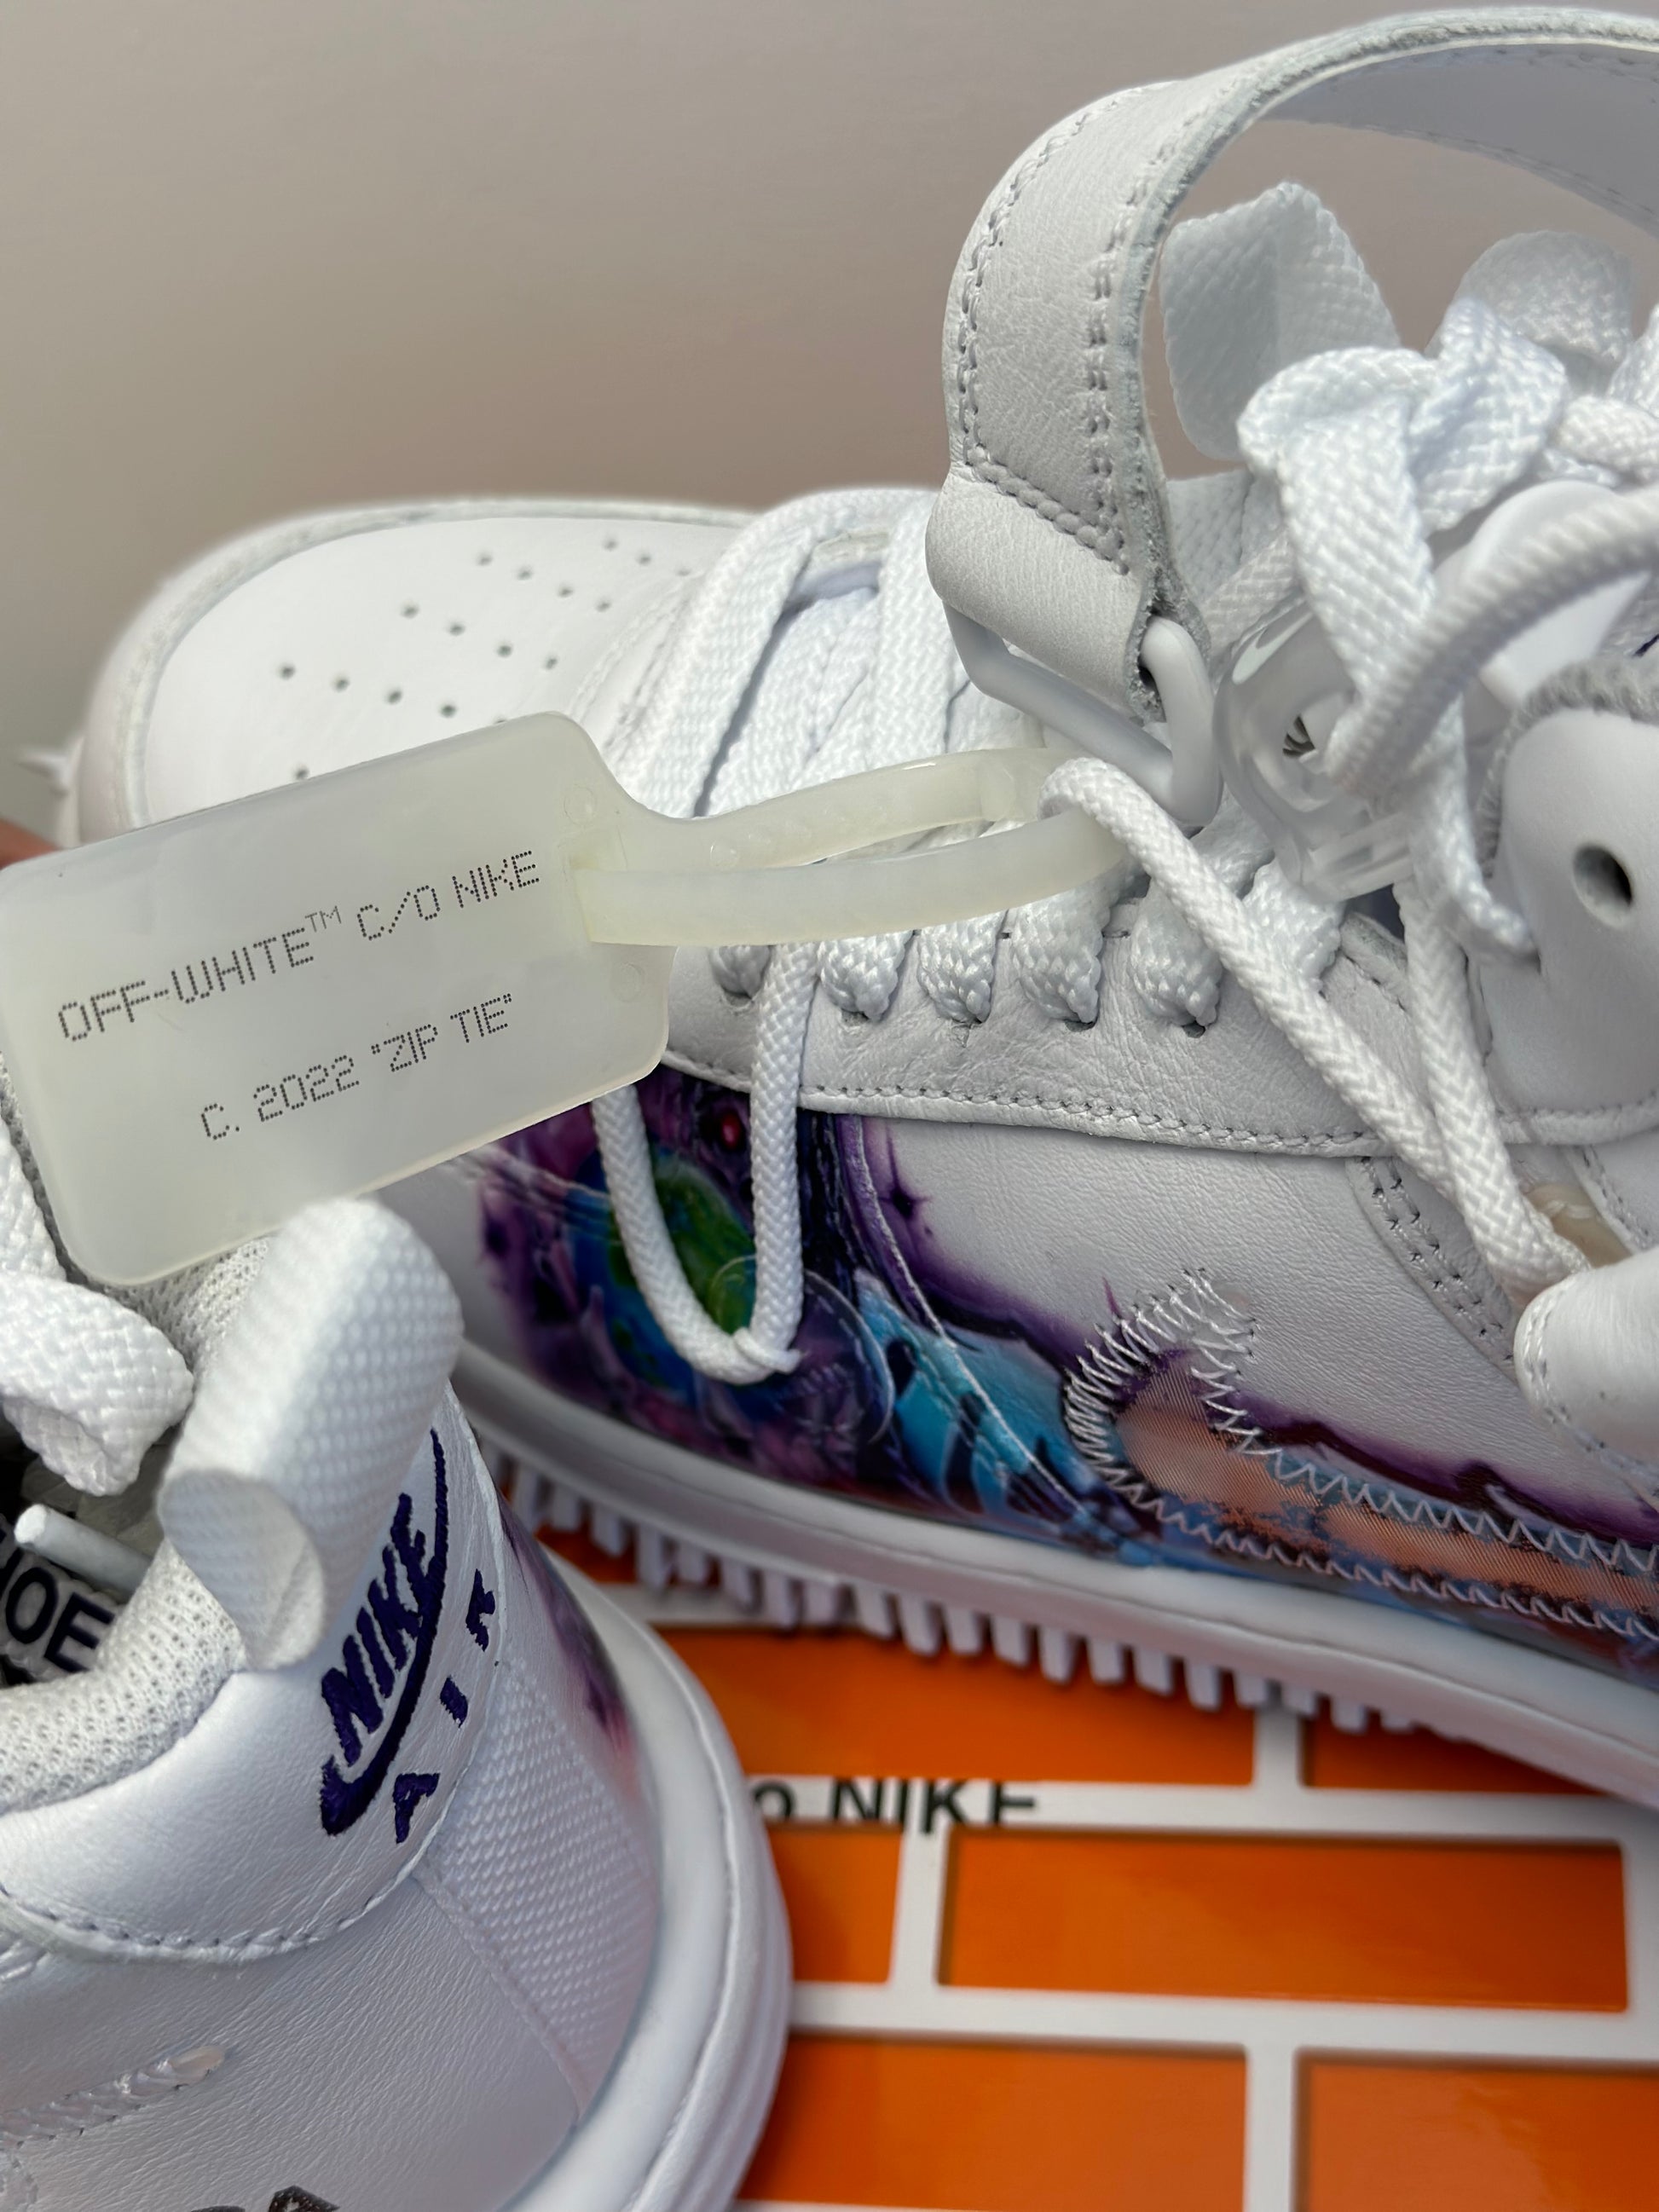 OFF-WHITE™ C/O NIKE
C. 2022 "ZIP TIE"
NIKE
AIR
o NIKE